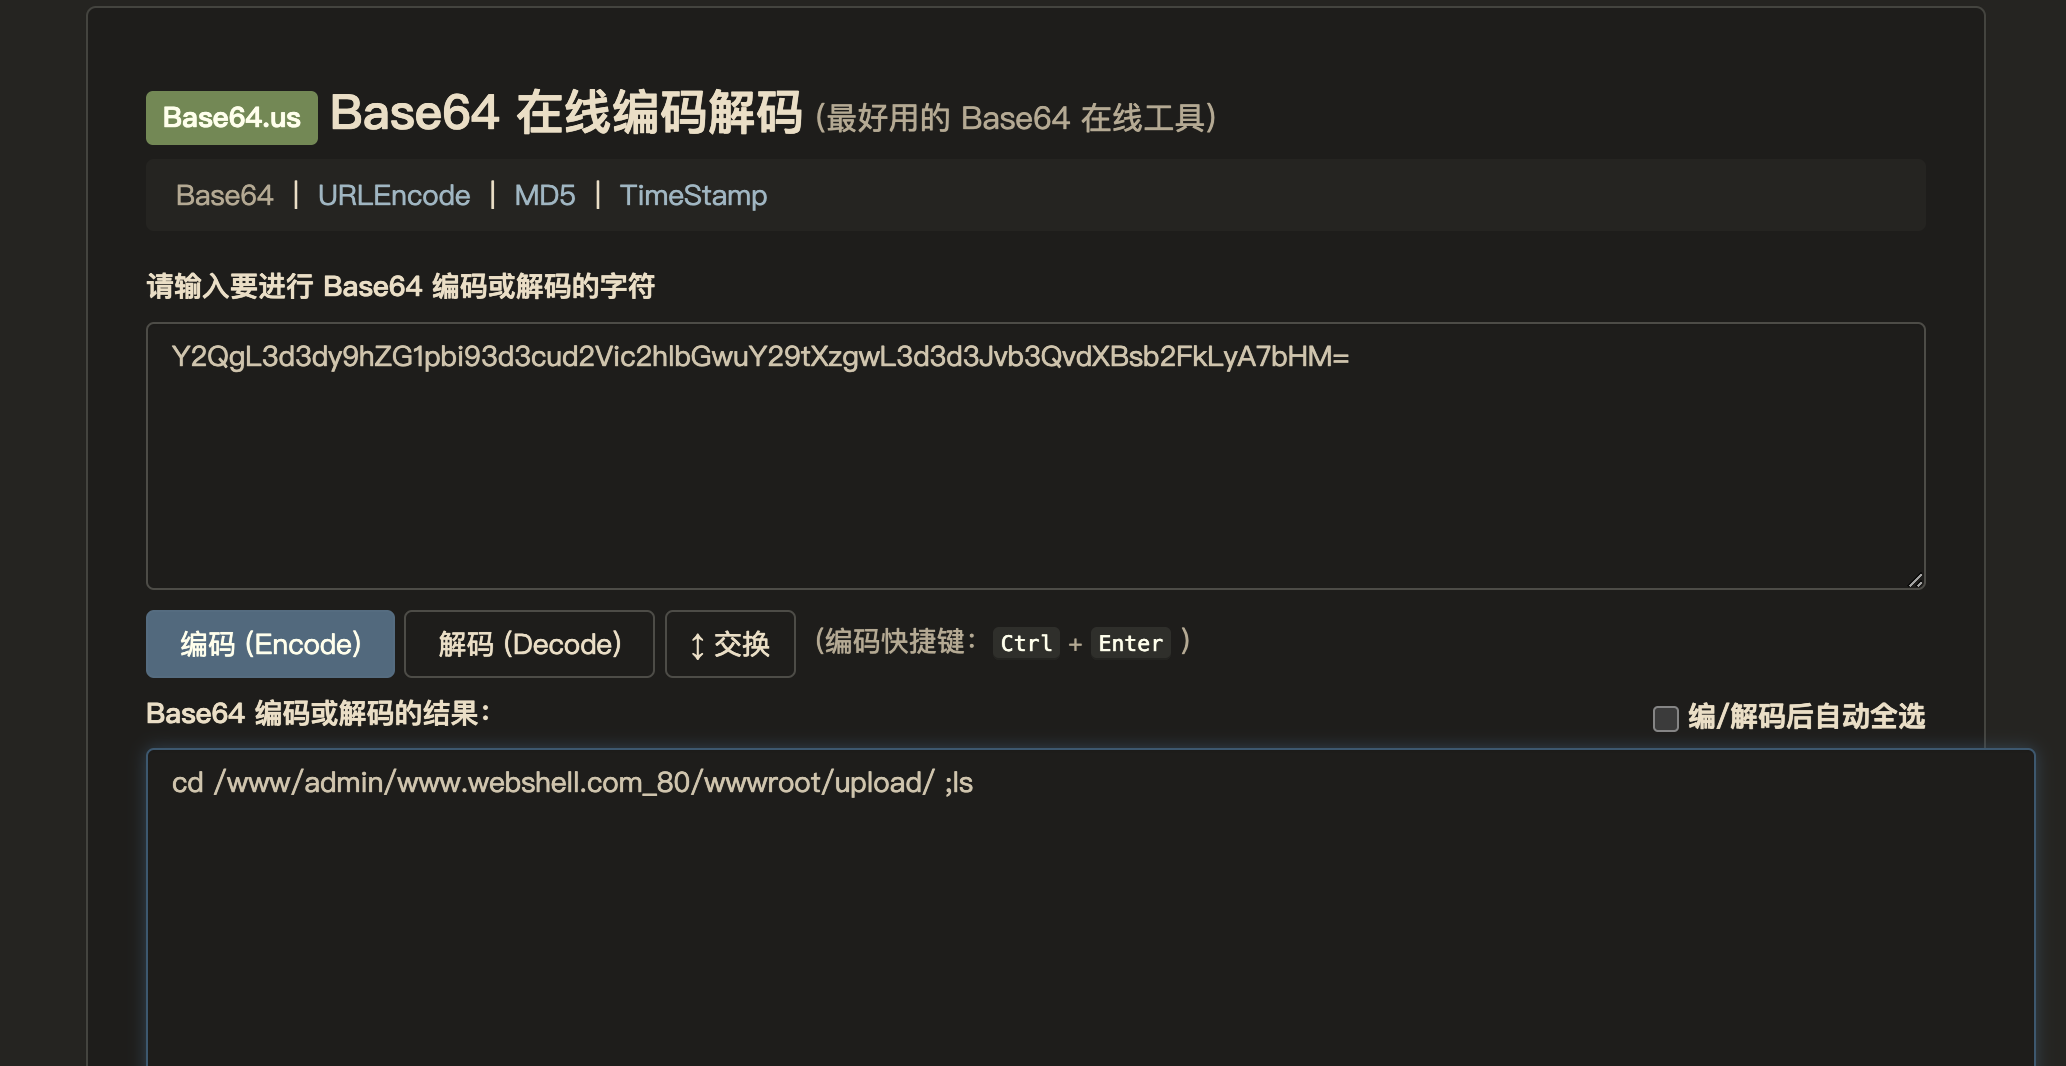 Base64.us Base64 在线编码解码 (最好用的 Base64 在线工具)
Base64 | URLEncode | MD5 | TimeStamp
请输入要进行 Base64 编码或解码的字符
Y2QgL3d3dy9hZG1pbi93d3cud2Vic2hlbGwuY29tXzgwL3d3d3Jvb3QvdXBsb2FkLyA7bHM=
编码 (Encode) 解码 (Decode) ↕ 交换 (编码快捷键： Ctrl + Enter )
Base64 编码或解码的结果： 编/解码后自动全选
cd /www/admin/www.webshell.com_80/wwwroot/upload/ ;ls